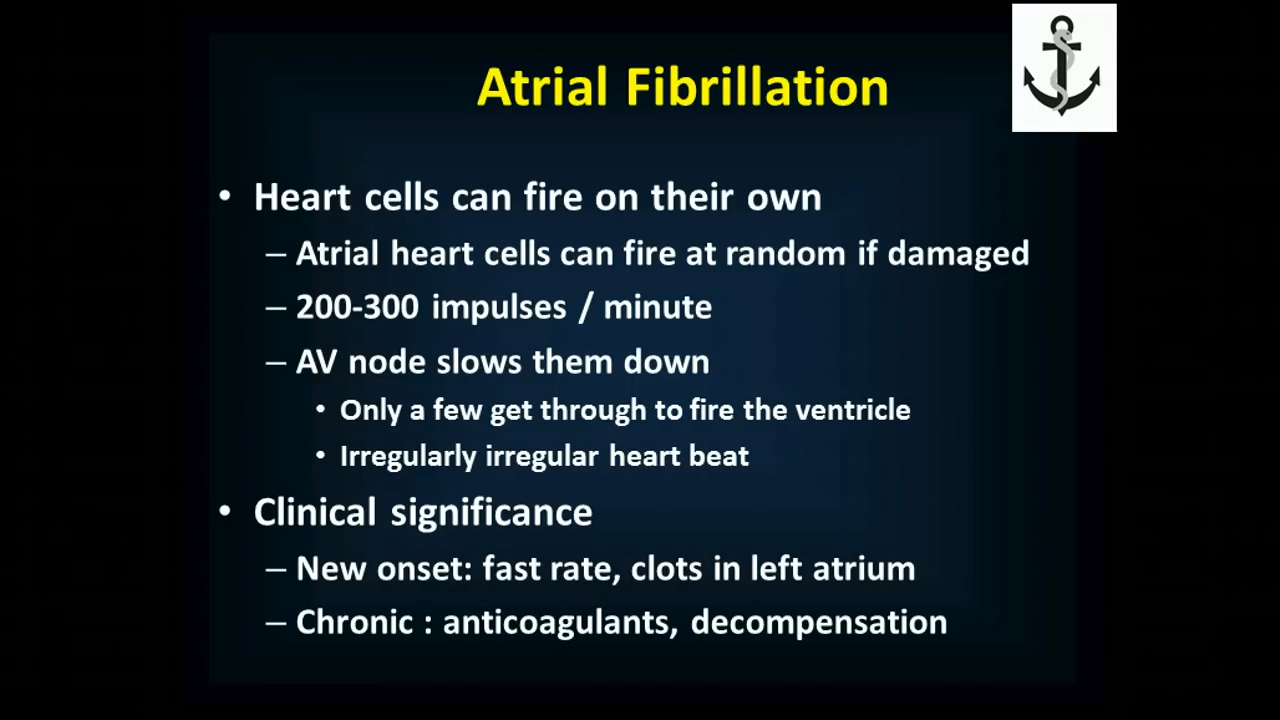 Atrial Fibrillation
• Heart cells can fire on their own
– Atrial heart cells can fire at random if damaged
– 200-300 impulses / minute
– AV node slows them down
• Only a few get through to fire the ventricle
• Irregularly irregular heart beat
• Clinical significance
– New onset: fast rate, clots in left atrium
– Chronic : anticoagulants, decompensation